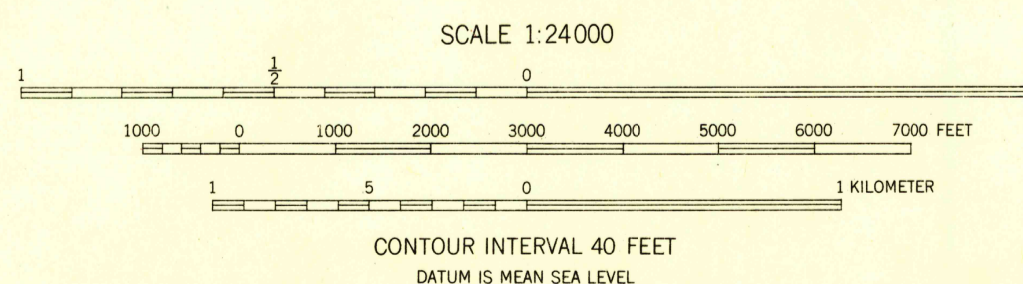 SCALE 1:24000
1 1/2 0
1000 0 1000 2000 3000 4000 5000 6000 7000 FEET
1 .5 0 1 KILOMETER
CONTOUR INTERVAL 40 FEET
DATUM IS MEAN SEA LEVEL